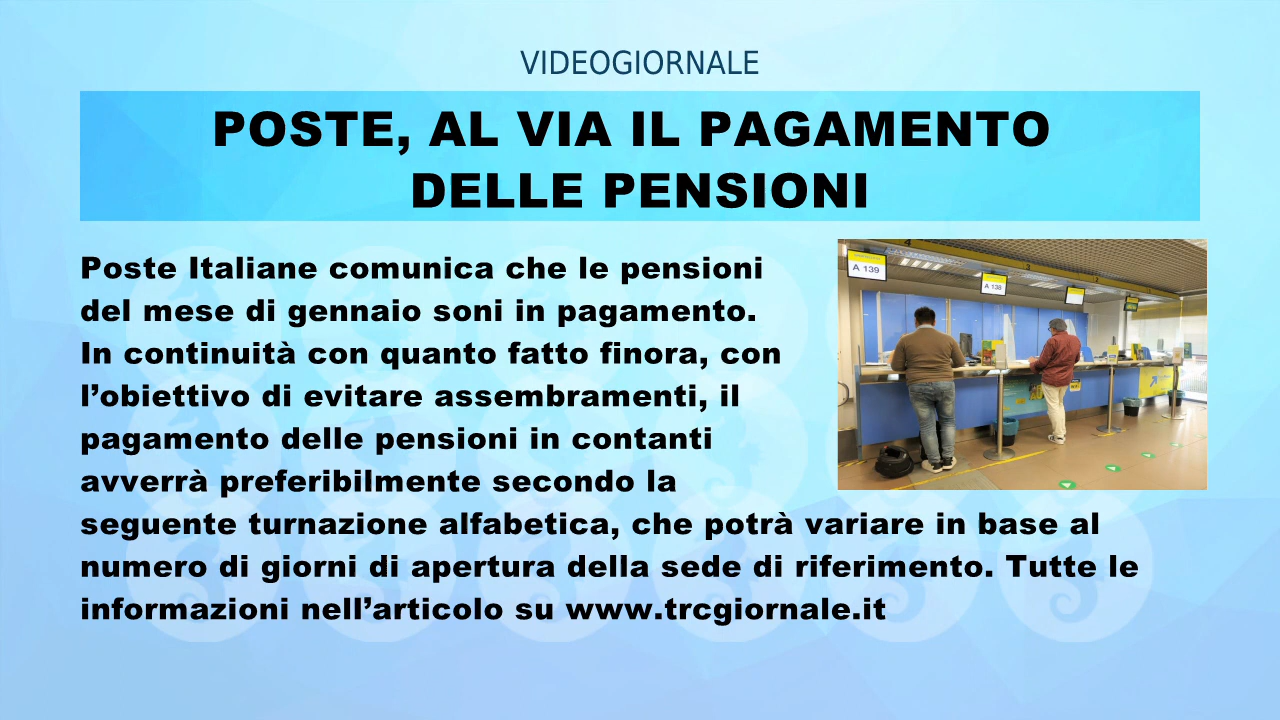 VIDEOGIORNALE
POSTE, AL VIA IL PAGAMENTO
DELLE PENSIONI
Poste Italiane comunica che le pensioni
del mese di gennaio soni in pagamento.
In continuità con quanto fatto finora, con
l’obiettivo di evitare assembramenti, il
pagamento delle pensioni in contanti
avverrà preferibilmente secondo la
seguente turnazione alfabetica, che potrà variare in base al
numero di giorni di apertura della sede di riferimento. Tutte le
informazioni nell’articolo su www.trcgiornale.it
4
3
A 139
A 138